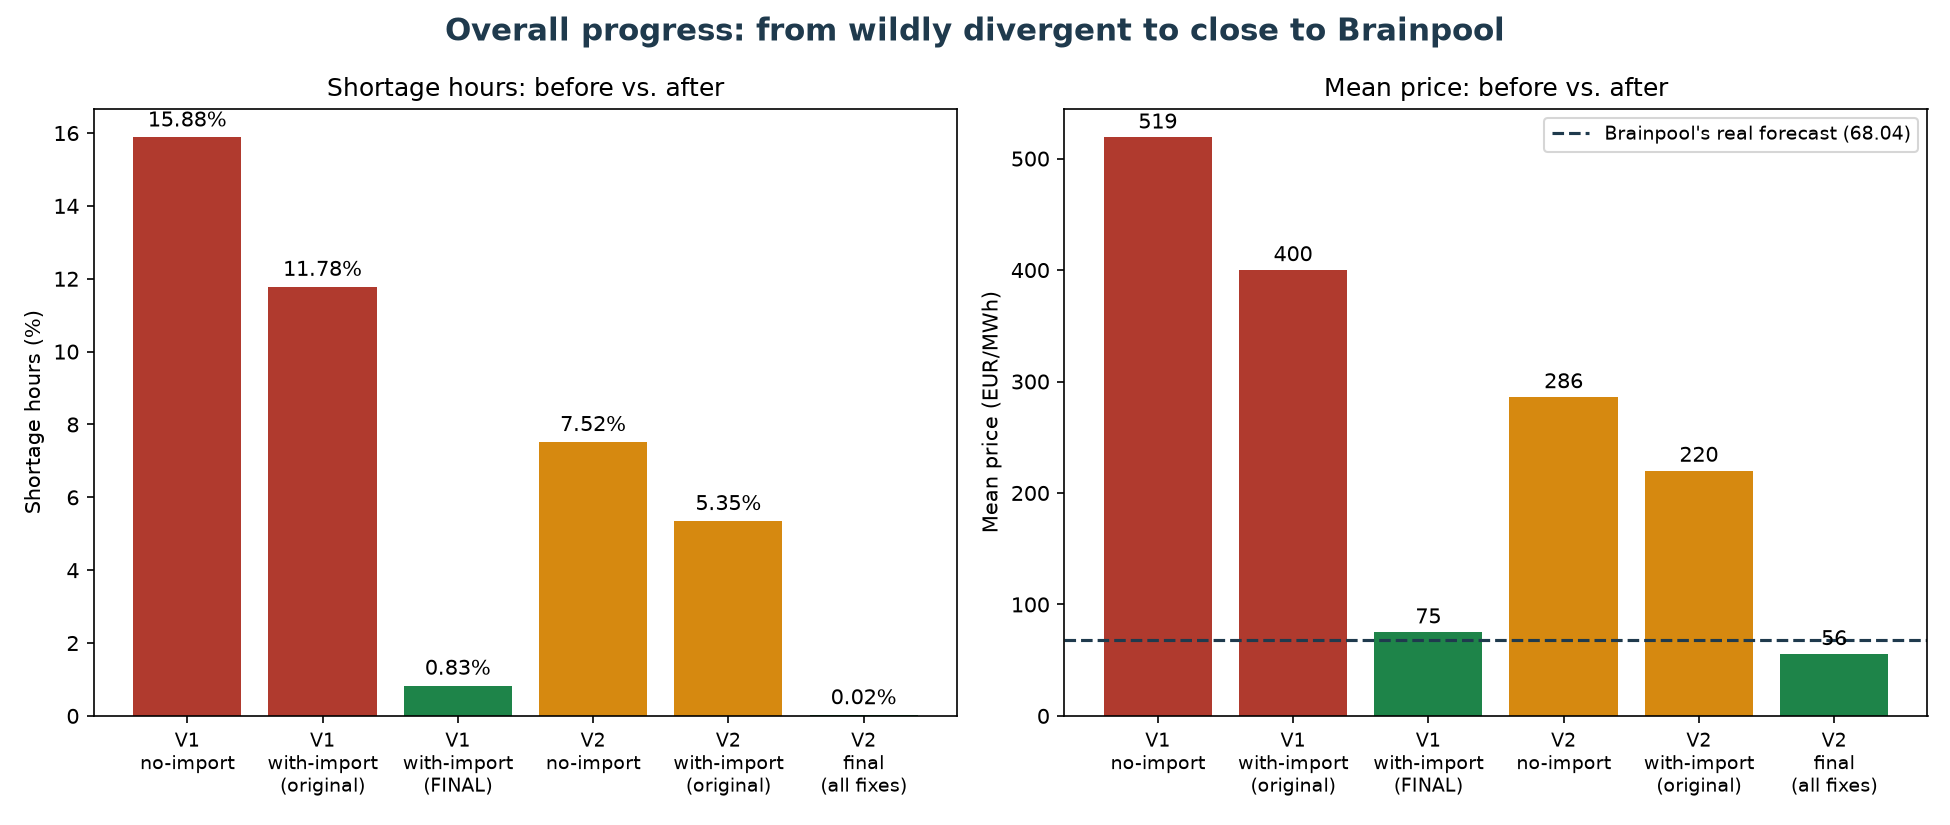 Overall progress: from wildly divergent to close to Brainpool
Shortage hours: before vs. after
Shortage hours (%)
16
14
12
10
8
6
4
2
0
15.88%
11.78%
0.83%
7.52%
5.35%
0.02%
V1
no-import
V1
with-import
(original)
V1
with-import
(FINAL)
V2
no-import
V2
with-import
(original)
V2
final
(all fixes)
Mean price: before vs. after
Mean price (EUR/MWh)
500
400
300
200
100
0
Brainpool's real forecast (68.04)
519
400
75
286
220
56
V1
no-import
V1
with-import
(original)
V1
with-import
(FINAL)
V2
no-import
V2
with-import
(original)
V2
final
(all fixes)